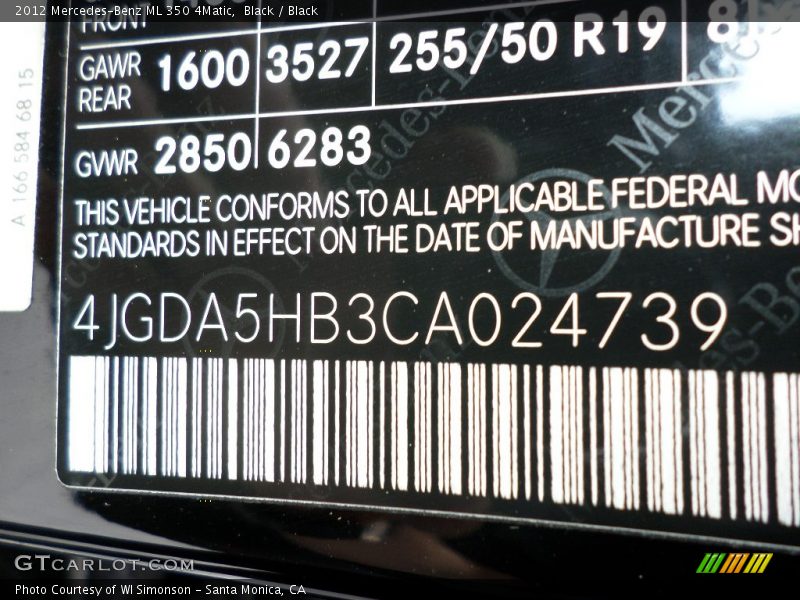 2012 Mercedes-Benz ML 350 4Matic, Black / Black
FRONT
GAWR REAR 1600 3527 255/50 R19
GVWR 2850 6283
THIS VEHICLE CONFORMS TO ALL APPLICABLE FEDERAL MO
STANDARDS IN EFFECT ON THE DATE OF MANUFACTURE SH
4JGDA5HB3CA024739
A 166 584 68 15
GTCARLOT.COM
Photo Courtesy of WI Simonson – Santa Monica, CA